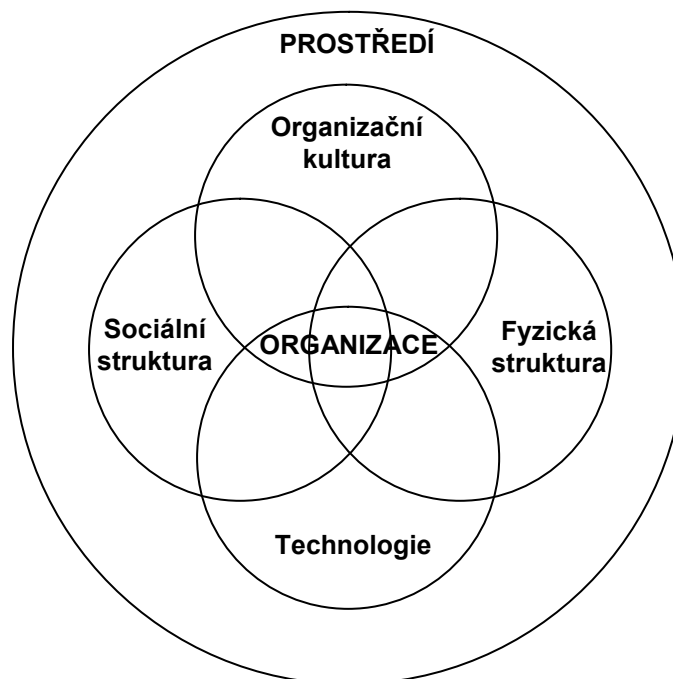 PROSTŘEDÍ
Organizační
kultura
Sociální
struktura
ORGANIZACE
Fyzická
struktura
Technologie